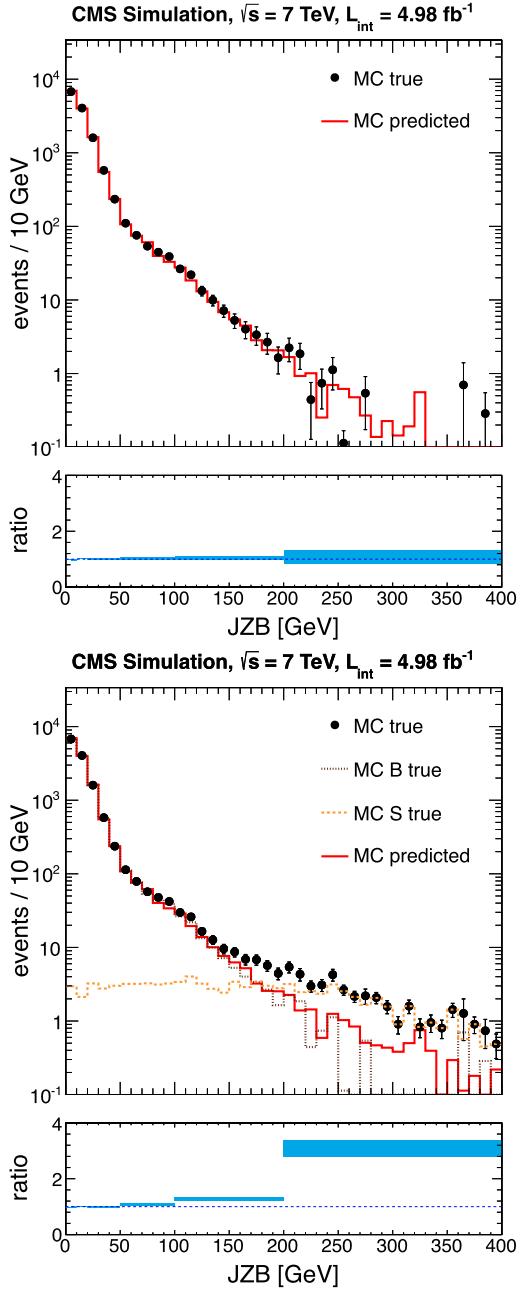 CMS Simulation, √s = 7 TeV, L_int = 4.98 fb⁻¹
MC true
MC predicted
events / 10 GeV
10⁴
10³
10²
10
1
10⁻¹
ratio
4
2
0
0 50 100 150 200 250 300 350 400
JZB [GeV]
CMS Simulation, √s = 7 TeV, L_int = 4.98 fb⁻¹
MC true
MC B true
MC S true
MC predicted
events / 10 GeV
10⁴
10³
10²
10
1
10⁻¹
ratio
4
2
0
0 50 100 150 200 250 300 350 400
JZB [GeV]